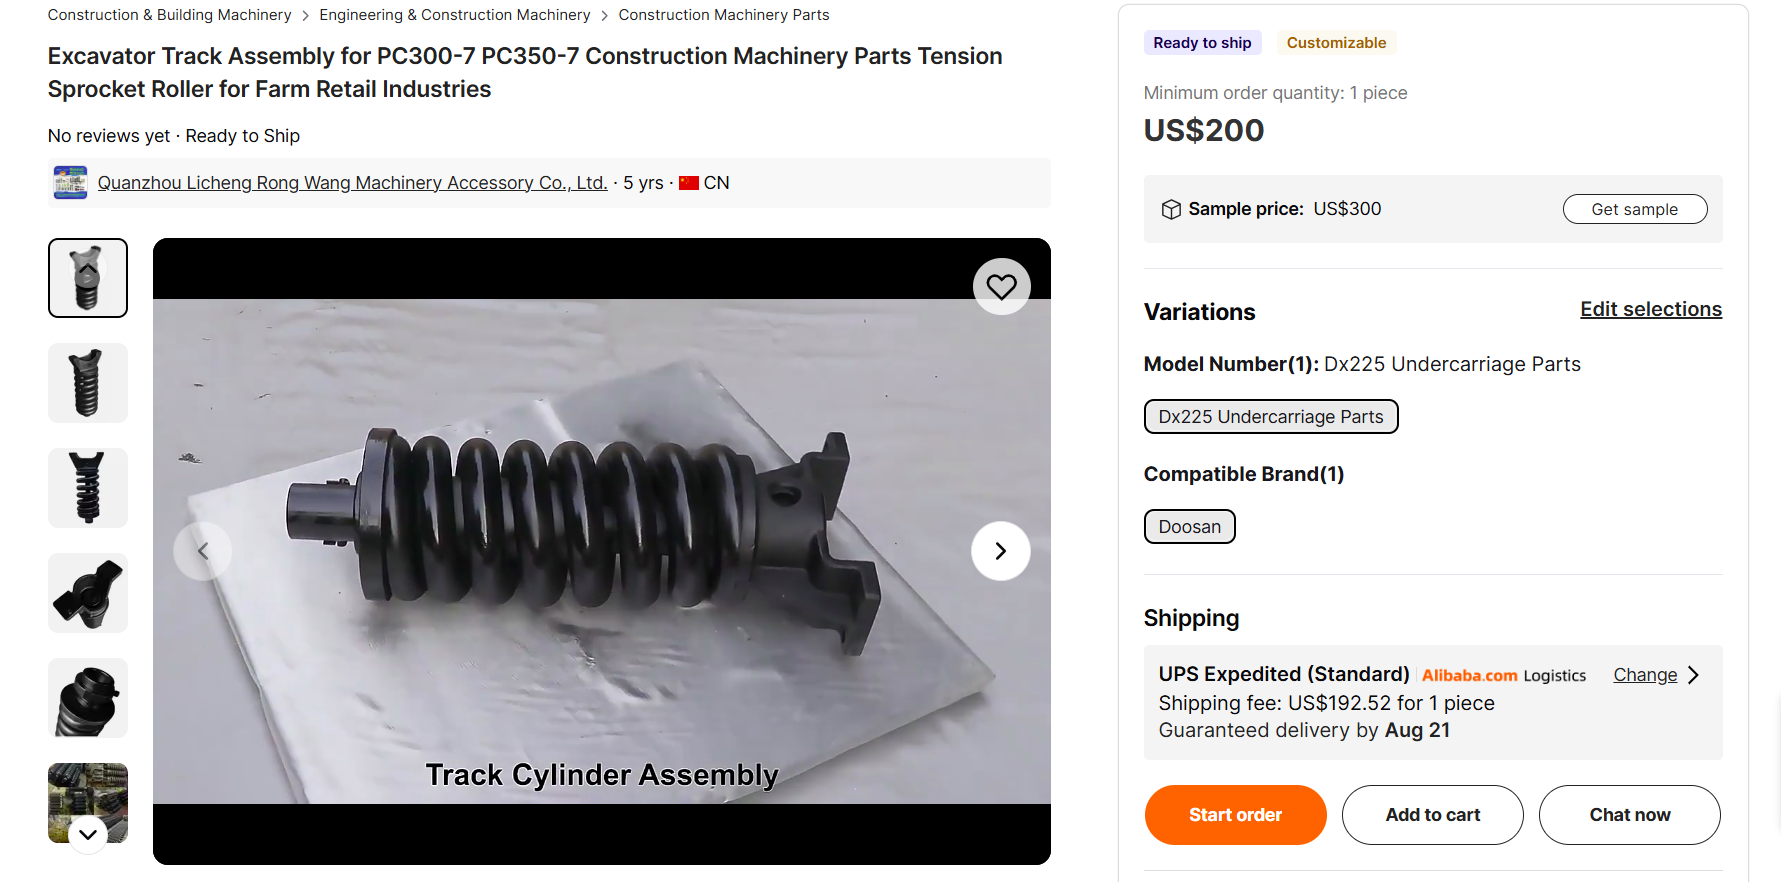 Construction & Building Machinery > Engineering & Construction Machinery > Construction Machinery Parts
Excavator Track Assembly for PC300-7 PC350-7 Construction Machinery Parts Tension
Sprocket Roller for Farm Retail Industries
No reviews yet · Ready to Ship
Quanzhou Licheng Rong Wang Machinery Accessory Co., Ltd. · 5 yrs · CN
Track Cylinder Assembly
Ready to ship Customizable
Minimum order quantity: 1 piece
US$200
Sample price: US$300 Get sample
Variations Edit selections
Model Number(1): Dx225 Undercarriage Parts
Dx225 Undercarriage Parts
Compatible Brand(1)
Doosan
Shipping
UPS Expedited (Standard) Alibaba.com Logistics Change
Shipping fee: US$192.52 for 1 piece
Guaranteed delivery by Aug 21
Start order Add to cart Chat now